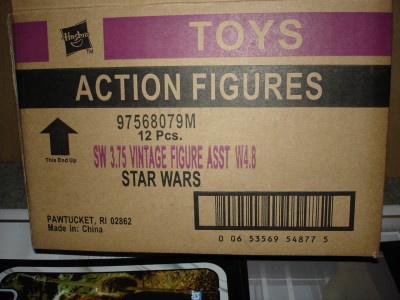 Hasbro
TM
TOYS
ACTION FIGURES
97568079M
12 Pcs.
SW 3.75 VINTAGE FIGURE ASST W4.8
STAR WARS
This End Up
PAWTUCKET, RI 02862
Made In: China
0 06 53569 54877 5